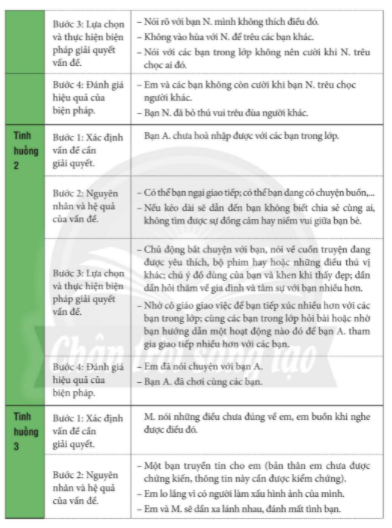 Bước 3: Lựa chọn
và thực hiện biện
pháp giải quyết
vấn đề.
– Nói rõ với bạn N. mình không thích điều đó.
– Không vào hùa với N. để trêu các bạn khác.
– Nói với các bạn trong lớp không nên cười khi N. trêu
chọc ai đó.
Bước 4: Đánh giá
hiệu quả của
biện pháp.
– Em và các bạn không còn cười khi bạn N. trêu chọc
người khác.
– Bạn N. đã bỏ thú vui trêu đùa người khác.
Tình
huống
2
Bước 1: Xác định
vấn đề cần
giải quyết.
Bạn A. chưa hoà nhập được với các bạn trong lớp.
Bước 2: Nguyên
nhân và hệ quả
của vấn đề.
– Có thể bạn ngại giao tiếp; có thể bạn đang có chuyện buồn,...
– Nếu kéo dài sẽ dẫn đến bạn không biết chia sẻ cùng ai,
không tìm được sự đồng cảm hay niềm vui giữa bạn bè.
Bước 3: Lựa chọn
và thực hiện biện
pháp giải quyết
vấn đề.
– Chủ động bắt chuyện với bạn, nói về cuốn truyện đang
được yêu thích, bộ phim hay hoặc những điều thú vị
khác; chú ý đồ dùng của bạn và khen khi thấy đẹp; dần
dần hỏi thăm về gia đình và tâm sự với bạn nhiều hơn.
– Nhờ cô giáo giao việc để bạn tiếp xúc nhiều hơn với các
bạn trong lớp; cùng các bạn trong lớp hỏi bài hoặc nhờ
bạn hướng dẫn một hoạt động nào đó để bạn A. tham
gia giao tiếp nhiều hơn với các bạn.
Bước 4: Đánh giá
hiệu quả của
biện pháp.
– Em đã nói chuyện với bạn A.
– Bạn A. đã chơi cùng các bạn.
Chân trời sáng tạo
Tình
huống
3
Bước 1: Xác định
vấn đề cần
giải quyết.
M. nói những điều chưa đúng về em, em buồn khi nghe
được điều đó.
Bước 2: Nguyên
nhân và hệ quả
của vấn đề.
– Một bạn truyền tin cho em (bản thân em chưa được
chứng kiến, thông tin này cần được kiểm chứng).
– Em lo lắng vì có người làm xấu hình ảnh của mình.
– Em và M. sẽ dần xa lánh nhau, đánh mất tình bạn.